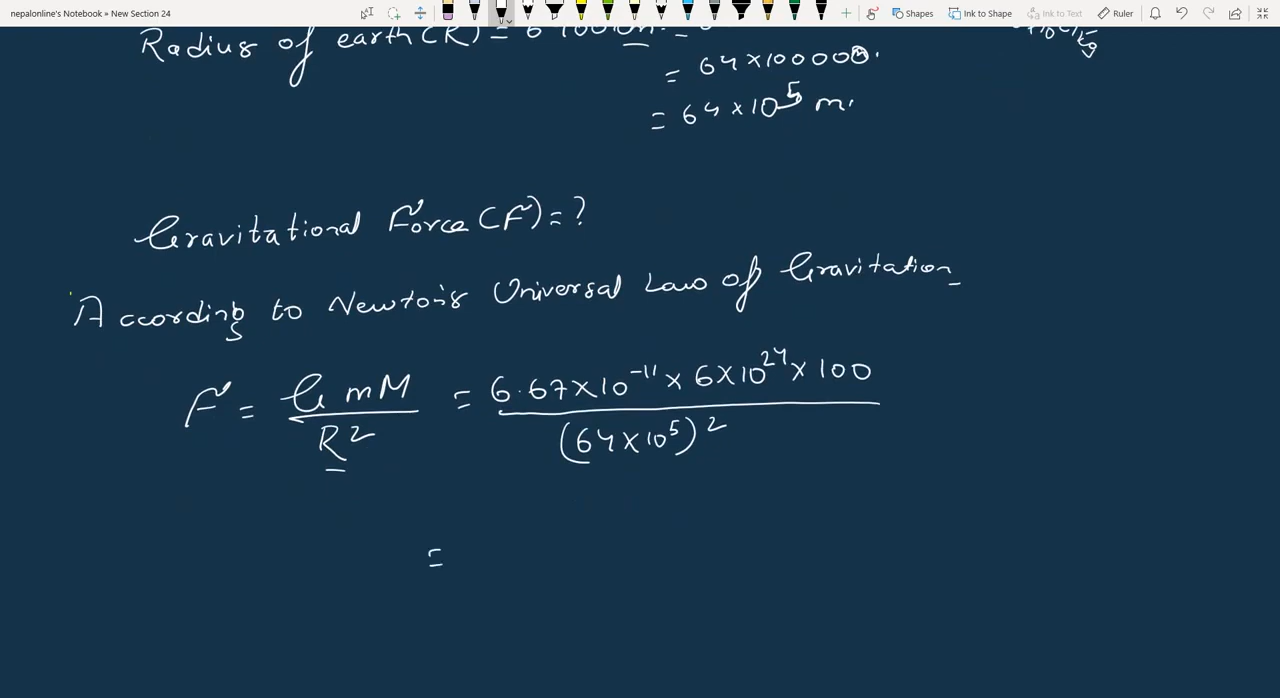 nepalonline's Notebook » New Section 24
Shapes Ink to Shape Ink to Text Ruler
Radius of earth (R) =
= 64×100000
= 64×10⁵ m.
Gravitational Force (F) = ?
According to Newton's Universal Law of Gravitation
F = G mM / R² = 6.67×10⁻¹¹ × 6×10²⁴ × 100 / (64×10⁵)²
=